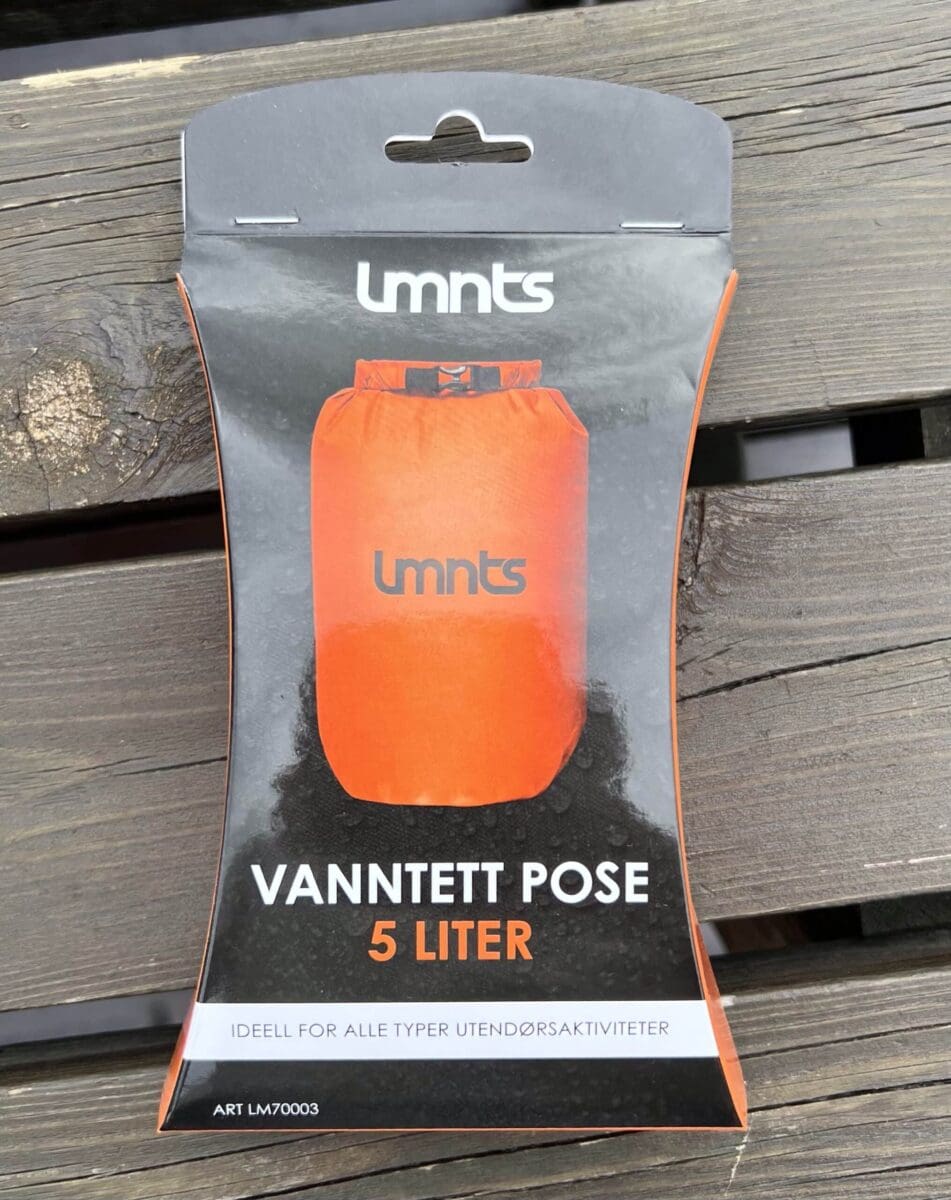 lmnts
lmnts
VANNTETT POSE
5 LITER
IDEELL FOR ALLE TYPER UTENDØRSAKTIVITETER
ART LM70003